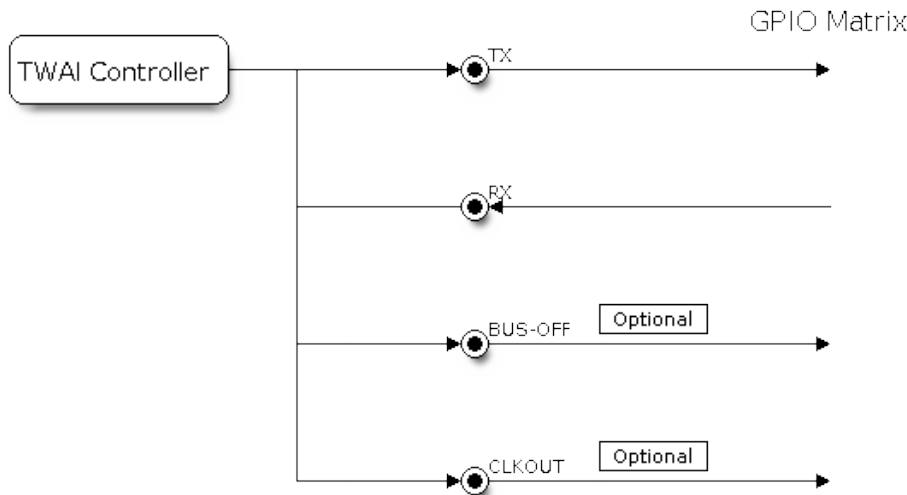 GPIO Matrix
TWAI Controller
TX
RX
BUS-OFF
Optional
CLKOUT
Optional